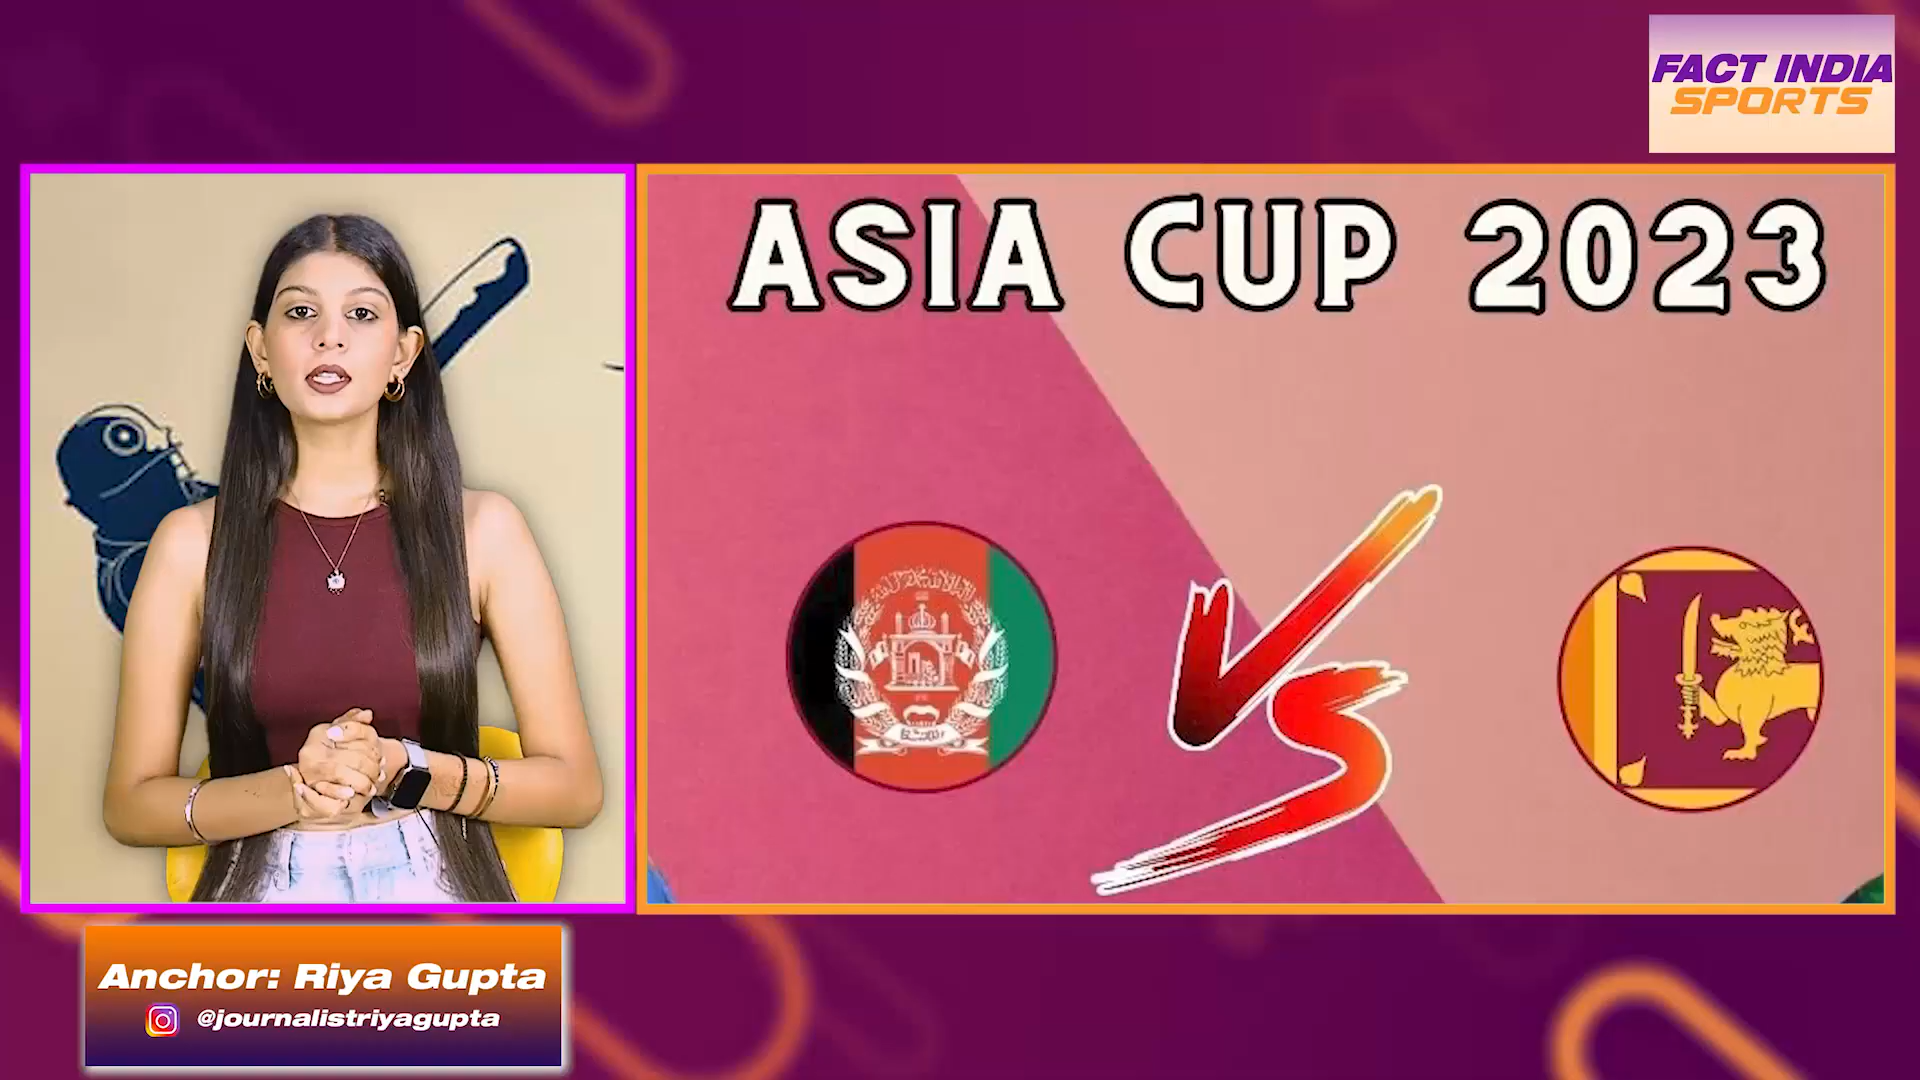 FACT INDIA
SPORTS
ASIA CUP 2023
VS
Anchor: Riya Gupta
@journalistriyagupta